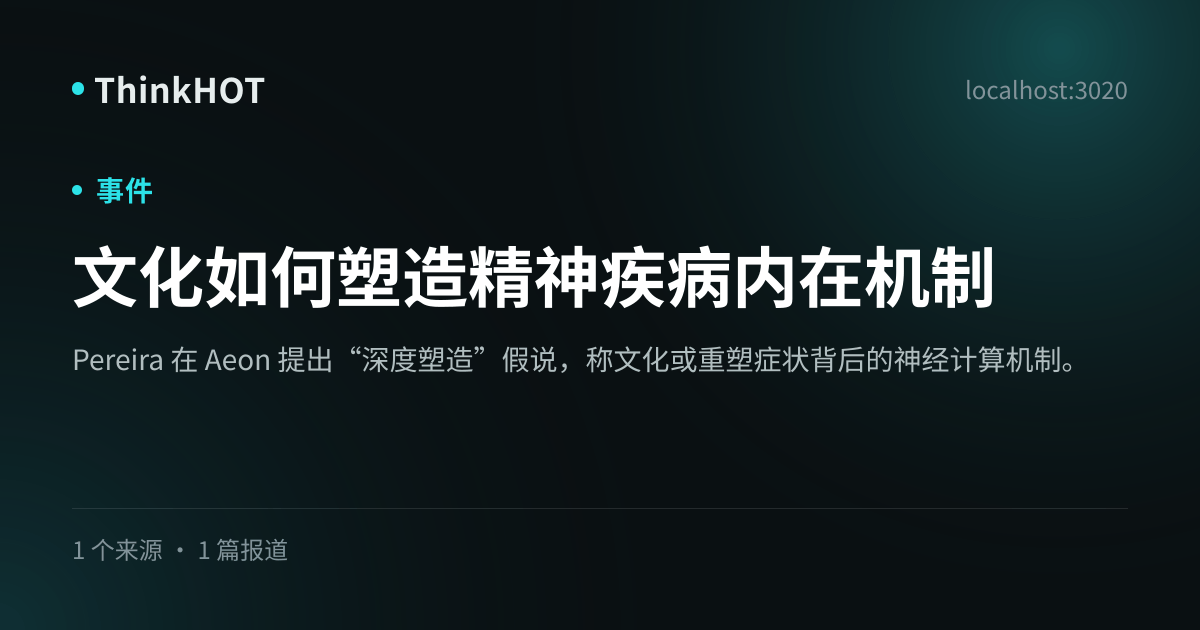 ThinkHOT
localhost:3020
事件
文化如何塑造精神疾病内在机制
Pereira 在 Aeon 提出“深度塑造”假说，称文化或重塑症状背后的神经计算机制。
1 个来源 · 1 篇报道